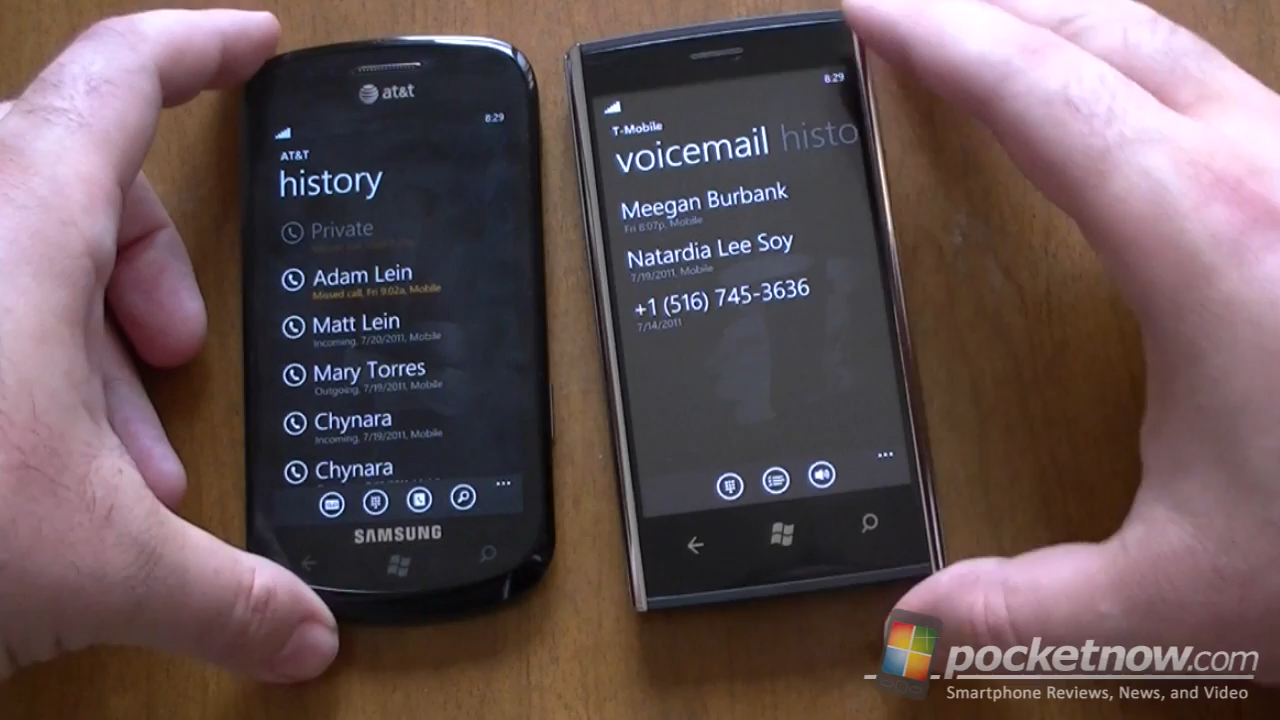 at&t
8:29
AT&T
history
Private
Adam Lein
Missed call, Fri 9:02a, Mobile
Matt Lein
Incoming, 7/20/2011, Mobile
Mary Torres
Outgoing, 7/19/2011, Mobile
Chynara
Incoming, 7/19/2011, Mobile
Chynara
SAMSUNG
8:29
T-Mobile
voicemail histo
Meegan Burbank
Fri 8:07p, Mobile
Natardia Lee Soy
7/19/2011, Mobile
+1 (516) 745-3636
7/14/2011
pocketnow.com
Smartphone Reviews, News, and Video